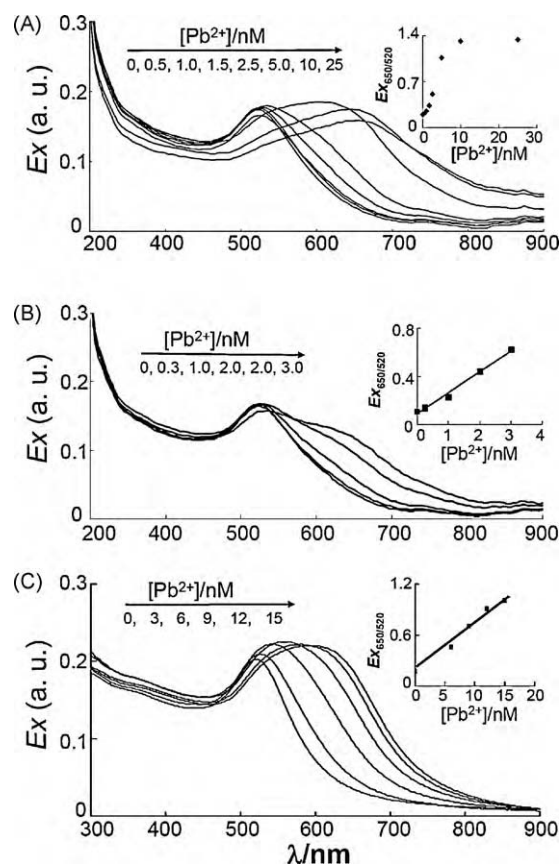 (A)
[Pb²⁺]/nM
0, 0.5, 1.0, 1.5, 2.5, 5.0, 10, 25
Ex (a. u.)
0.3
0.2
0.1
0
200 300 400 500 600 700 800 900
Ex650/520
1.4
0.7
0
0 10 20 30
[Pb²⁺]/nM
(B)
[Pb²⁺]/nM
0, 0.3, 1.0, 2.0, 2.0, 3.0
Ex (a. u.)
0.3
0.2
0.1
0
200 300 400 500 600 700 800 900
Ex650/520
0.8
0.4
0
0 1 2 3 4
[Pb²⁺]/nM
(C)
[Pb²⁺]/nM
0, 3, 6, 9, 12, 15
Ex (a. u.)
0.3
0.2
0.1
0
300 400 500 600 700 800 900
λ/nm
Ex650/520
1.2
0.6
0
0 5 10 15 20
[Pb²⁺]/nM